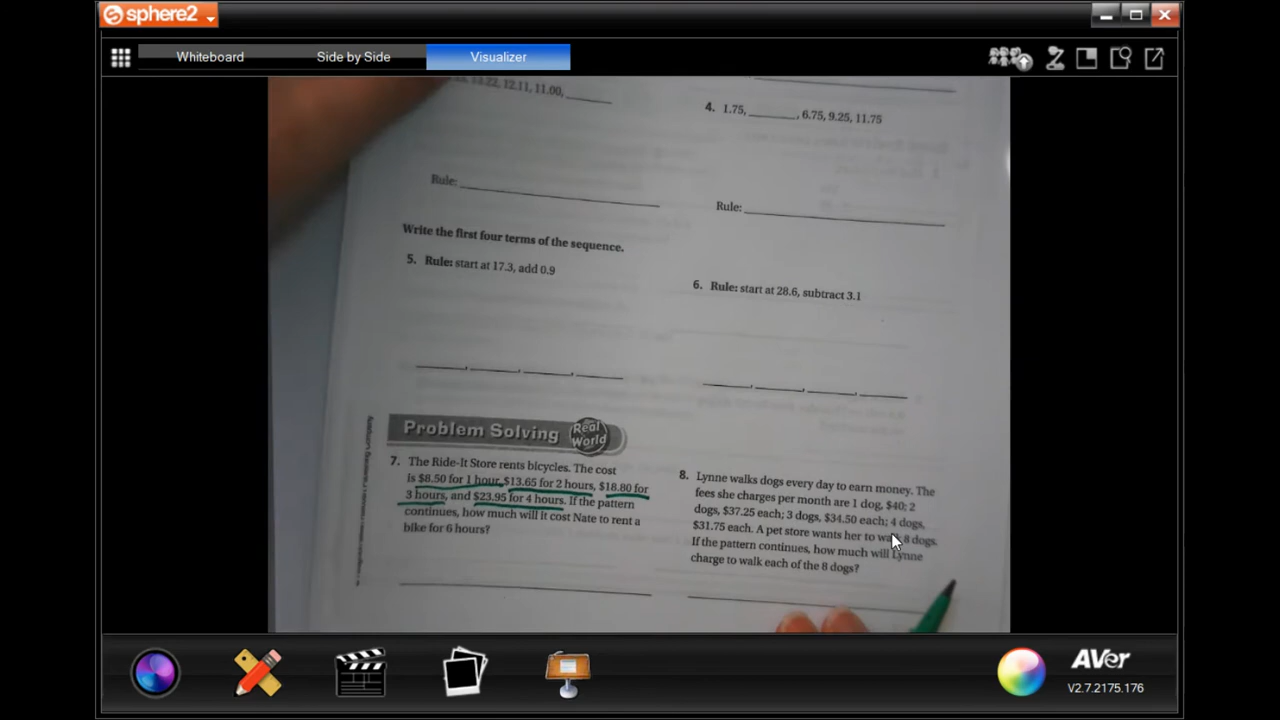 sphere2
Whiteboard
Side by Side
Visualizer
11.22, 12.11, 11.00,
4. 1.75, ________, 6.75, 9.25, 11.75
Rule:
Rule:
Write the first four terms of the sequence.
5. Rule: start at 17.3, add 0.9
6. Rule: start at 28.6, subtract 3.1
Problem Solving
Real
World
7. The Ride-It Store rents bicycles. The cost
is $8.50 for 1 hour, $13.65 for 2 hours, $18.80 for
3 hours, and $23.95 for 4 hours. If the pattern
continues, how much will it cost Nate to rent a
bike for 6 hours?
8. Lynne walks dogs every day to earn money. The
fees she charges per month are 1 dog, $40; 2
dogs, $37.25 each; 3 dogs, $34.50 each; 4 dogs,
$31.75 each. A pet store wants her to walk 8 dogs.
If the pattern continues, how much will Lynne
charge to walk each of the 8 dogs?
AVer
V2.7.2175.176